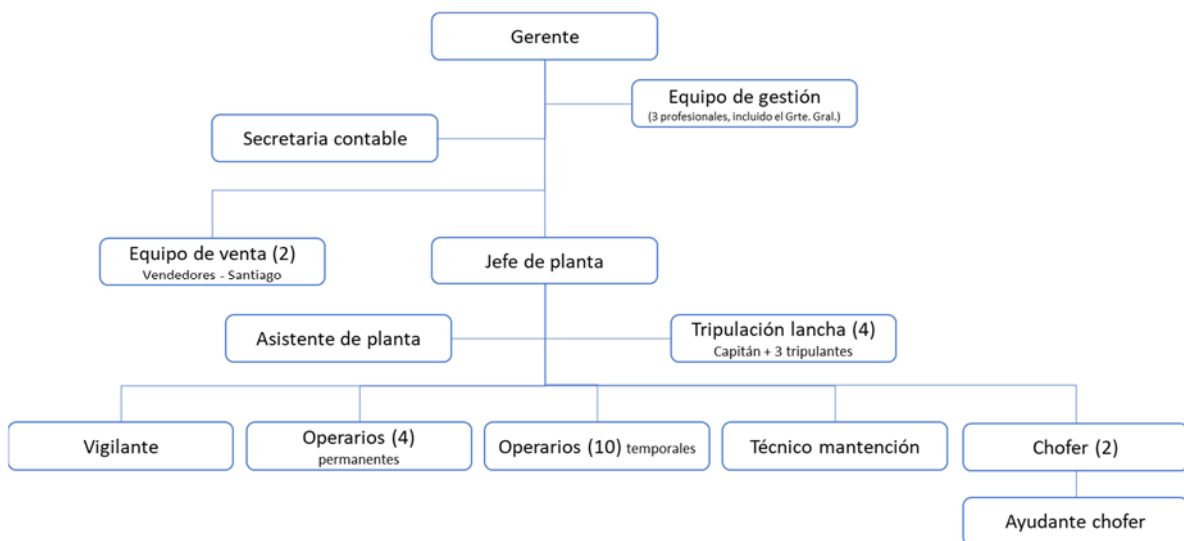 Gerente
Equipo de gestión
(3 profesionales, incluido el Grte. Gral.)
Secretaria contable
Equipo de venta (2)
Vendedores - Santiago
Jefe de planta
Asistente de planta
Tripulación lancha (4)
Capitán + 3 tripulantes
Vigilante
Operarios (4)
permanentes
Operarios (10) temporales
Técnico mantención
Chofer (2)
Ayudante chofer